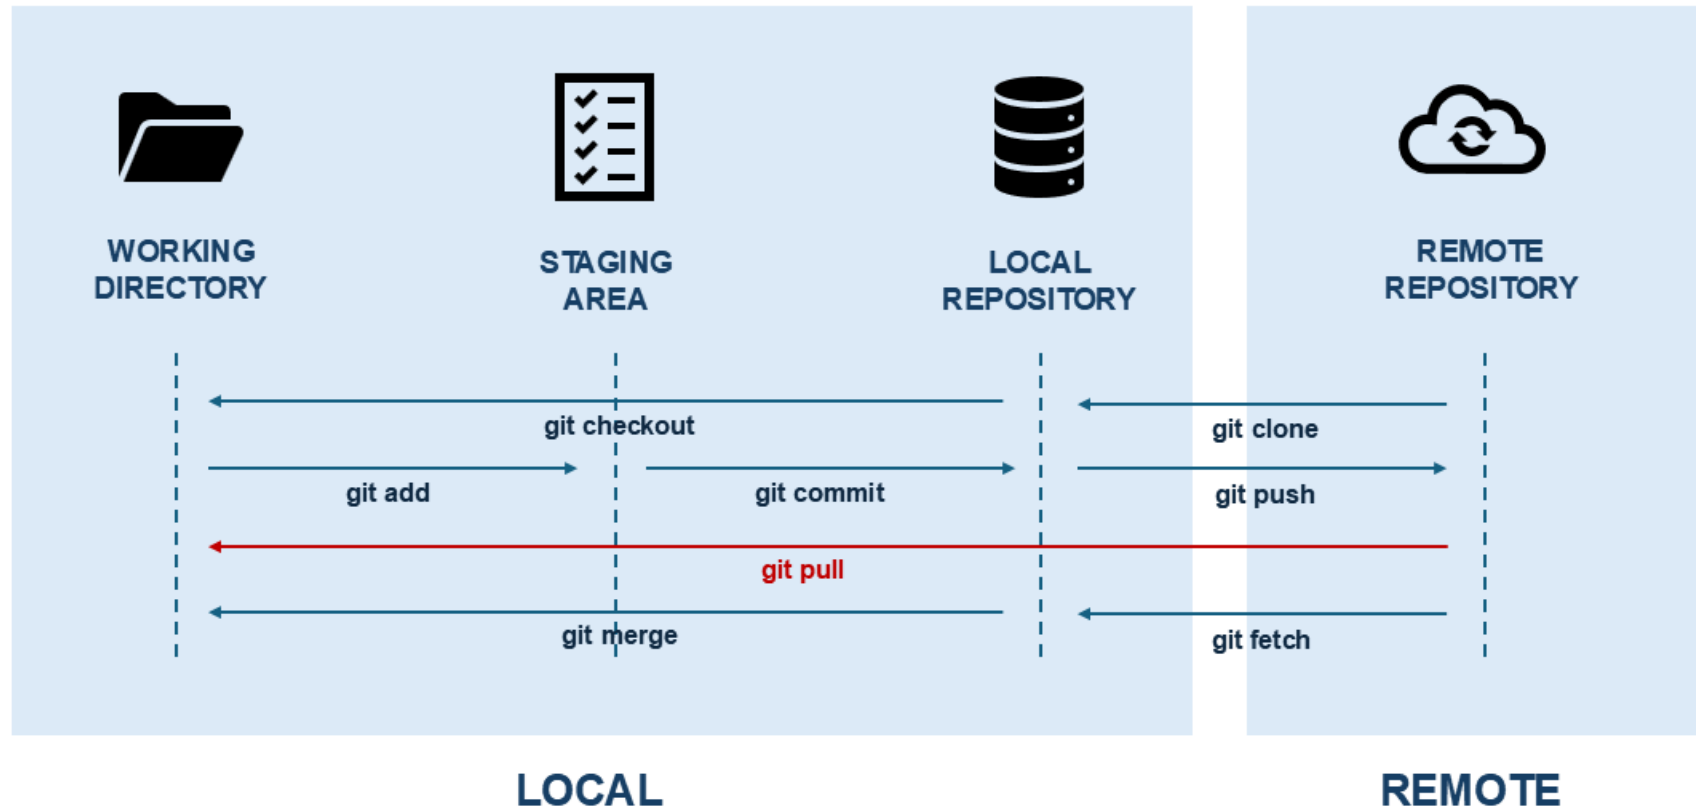 WORKING
DIRECTORY
STAGING
AREA
LOCAL
REPOSITORY
REMOTE
REPOSITORY
git checkout
git clone
git add
git commit
git push
git pull
git merge
git fetch
LOCAL
REMOTE